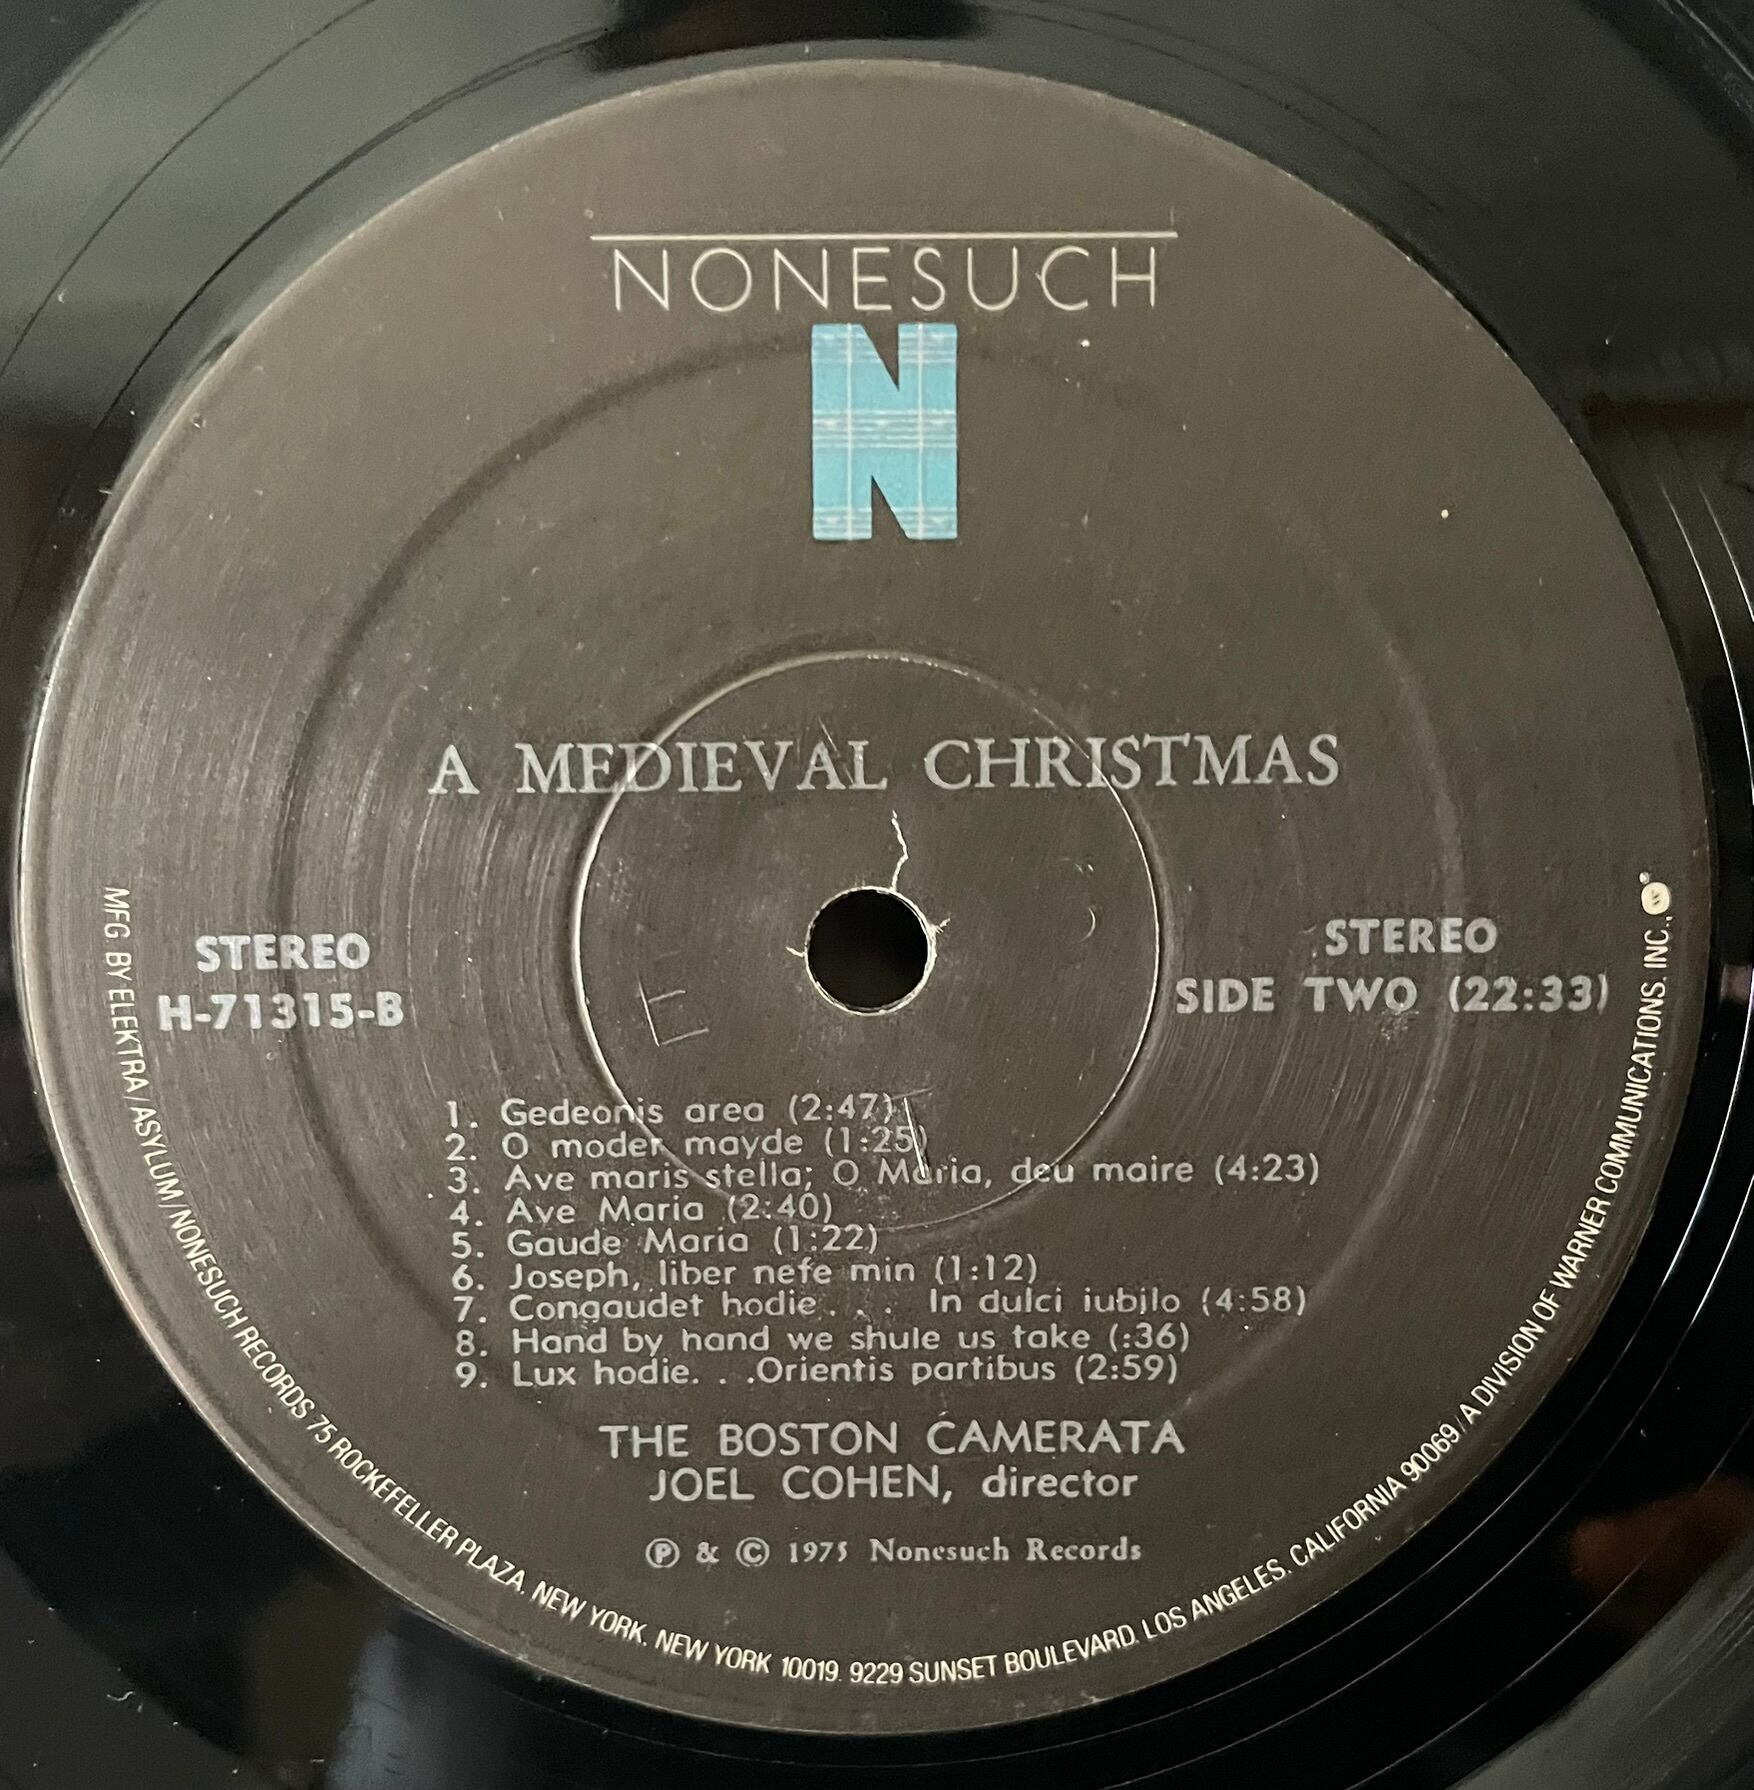 NONESUCH
N
A MEDIEVAL CHRISTMAS
STEREO
H-71315-B
STEREO
SIDE TWO (22:33)
1. Gedeonis area (2:47)
2. O moder mayde (1:25)
3. Ave maris stella; O Maria, deu maire (4:23)
4. Ave Maria (2:40)
5. Gaude Maria (1:22)
6. Joseph, liber nefe min (1:12)
7. Congaudet hodie . . . In dulci iubilo (4:58)
8. Hand by hand we shule us take (:36)
9. Lux hodie. . .Orientis partibus (2:59)
THE BOSTON CAMERATA
JOEL COHEN, director
Ⓟ & © 1975 Nonesuch Records
MFG. BY ELEKTRA/ASYLUM/NONESUCH RECORDS 75 ROCKEFELLER PLAZA, NEW YORK, NEW YORK 10019. 9229 SUNSET BOULEVARD, LOS ANGELES, CALIFORNIA 90069/A DIVISION OF WARNER COMMUNICATIONS, INC.,